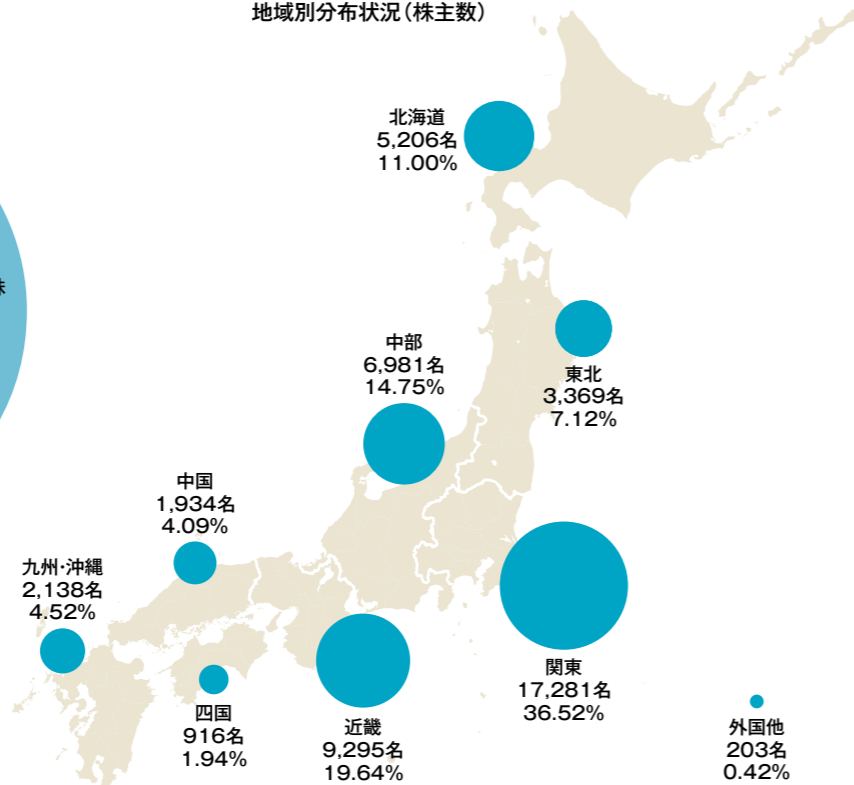 地域別分布状況（株主数）
北海道
5,206名
11.00%
株
中部
6,981名
14.75%
東北
3,369名
7.12%
中国
1,934名
4.09%
九州・沖縄
2,138名
4.52%
関東
17,281名
36.52%
四国
916名
1.94%
近畿
9,295名
19.64%
外国他
203名
0.42%